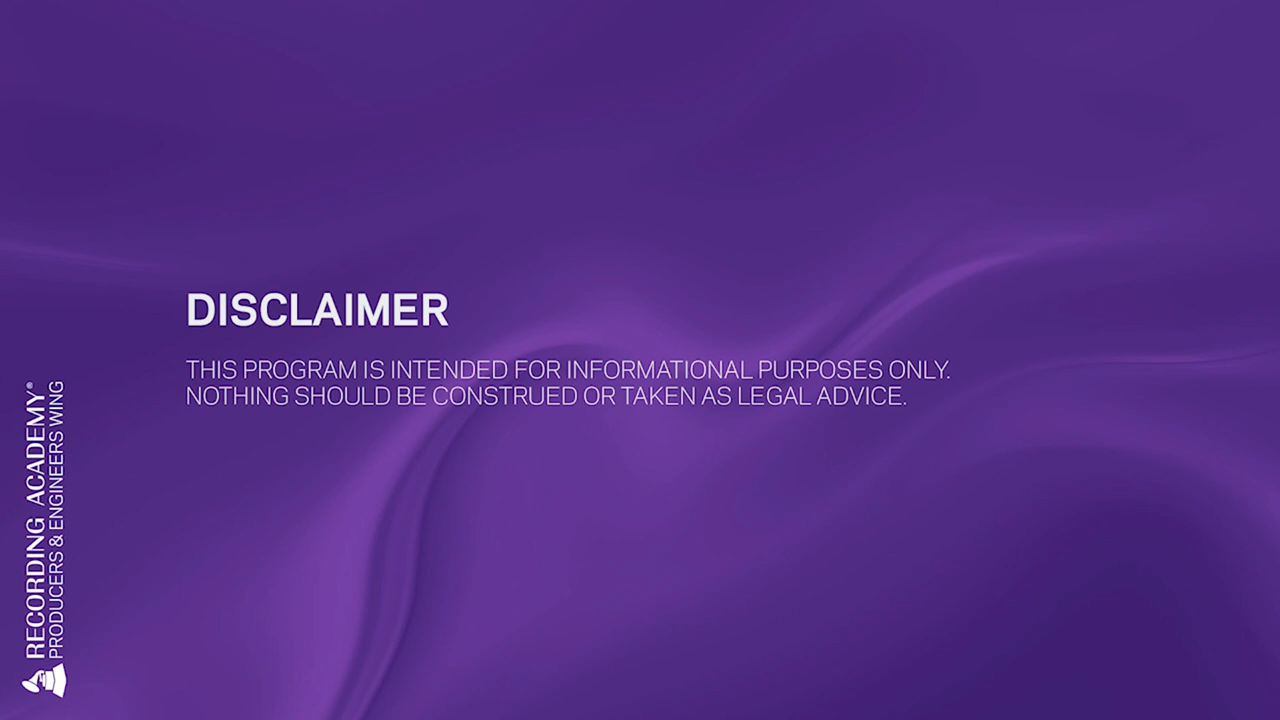 DISCLAIMER
THIS PROGRAM IS INTENDED FOR INFORMATIONAL PURPOSES ONLY.
NOTHING SHOULD BE CONSTRUED OR TAKEN AS LEGAL ADVICE.
RECORDING ACADEMY®
PRODUCERS & ENGINEERS WING